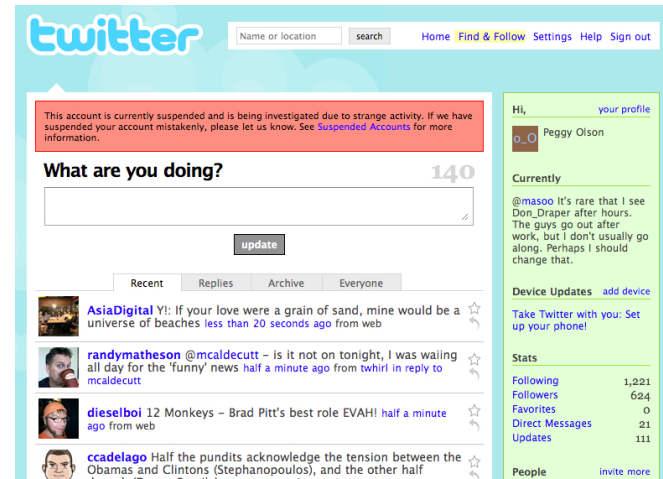 twitter
Name or location
search
Home Find & Follow Settings Help Sign out
This account is currently suspended and is being investigated due to strange activity. If we have
suspended your account mistakenly, please let us know. See Suspended Accounts for more
information.
What are you doing?
140
update
Recent Replies Archive Everyone
AsiaDigital Y!: If your love were a grain of sand, mine would be a
universe of beaches less than 20 seconds ago from web
randymatheson @mcaldecutt – is it not on tonight, I was waiing
all day for the 'funny' news half a minute ago from twhirl in reply to
mcaldecutt
dieselboi 12 Monkeys – Brad Pitt's best role EVAH! half a minute
ago from web
ccadelago Half the pundits acknowledge the tension between the
Obamas and Clintons (Stephanopoulos), and the other half
Hi, your profile
o_O
Peggy Olson
Currently
@masoo It's rare that I see
Don_Draper after hours.
The guys go out after
work, but I don't usually go
along. Perhaps I should
change that.
Device Updates add device
Take Twitter with you: Set
up your phone!
Stats
Following 1,221
Followers 624
Favorites 0
Direct Messages 21
Updates 111
People invite more